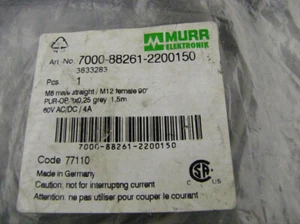 MURR
ELEKTRONIK
Art. No. 7000-88261-2200150
3833283
Pcs 1
M8 male straight / M12 female 90°
PUR-OB 3x0,25 grey 1,5m
60V AC/DC / 4A
7000-88261-2200150
Code 77110
Made in Germany
Caution: not for interrupting current
Attention: ne pas utiliser pour couper le courant
C US